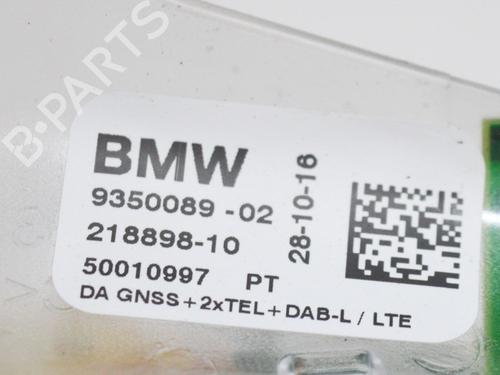 B·PARTS
BMW
9350089 -02
218898-10
50010997 PT
DA GNSS+2xTEL+DAB-L / LTE
28-10-16